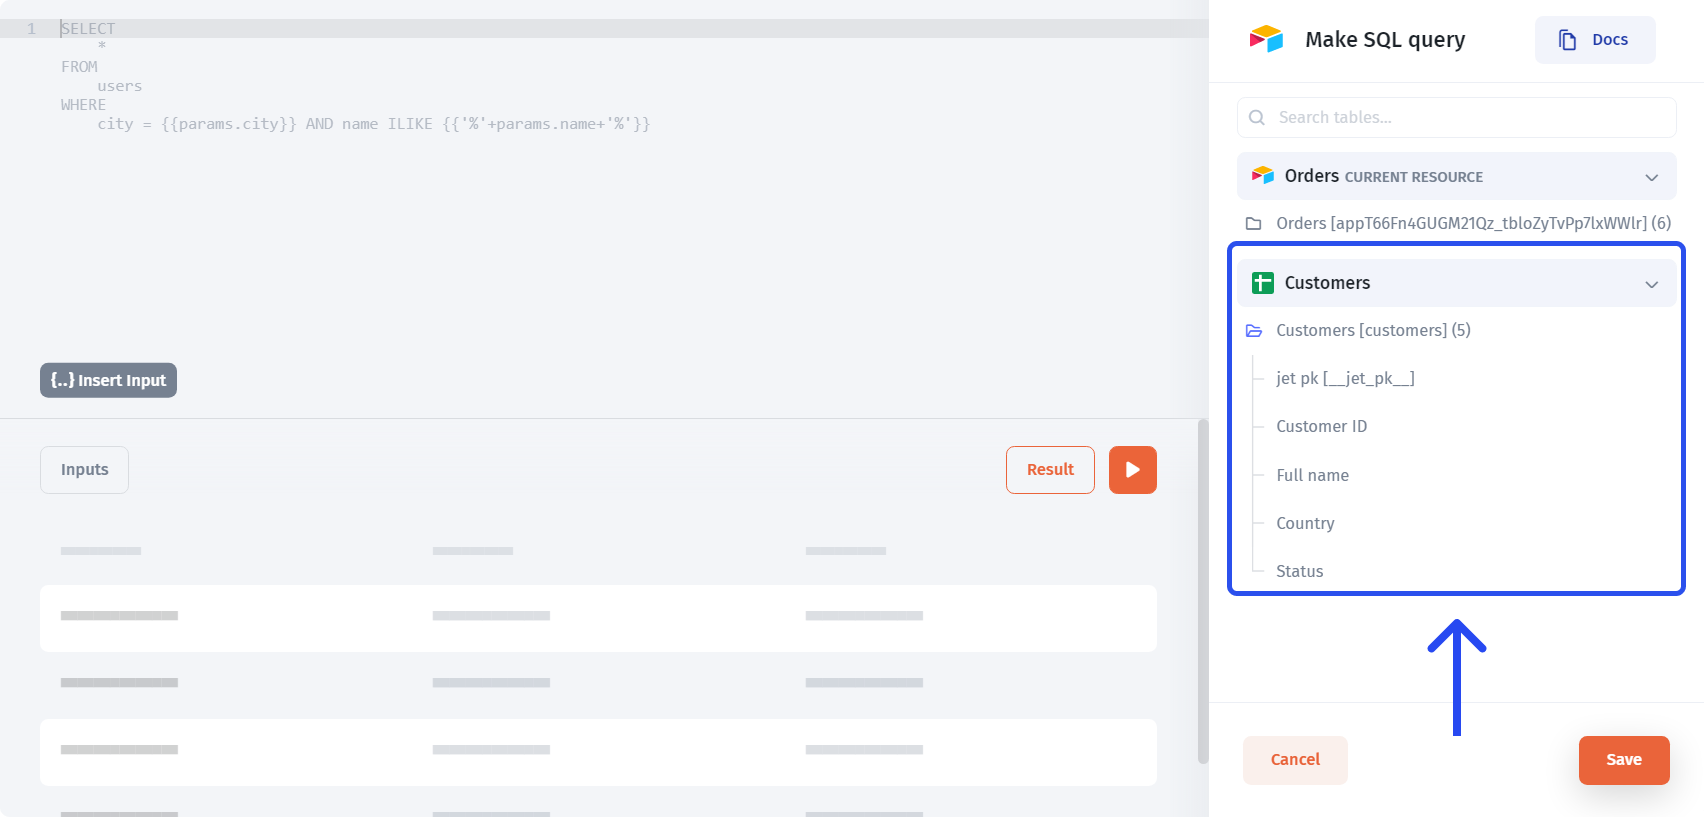 1 SELECT
*
FROM
users
WHERE
city = {{params.city}} AND name ILIKE {{'%'+params.name+'%'}}
{..} Insert Input
Inputs
Result
Make SQL query
Docs
Search tables...
Orders CURRENT RESOURCE
Orders [appT66Fn4GUGM21Qz_tbloZyTvPp7lxWWlr] (6)
Customers
Customers [customers] (5)
jet pk [__jet_pk__]
Customer ID
Full name
Country
Status
Cancel
Save